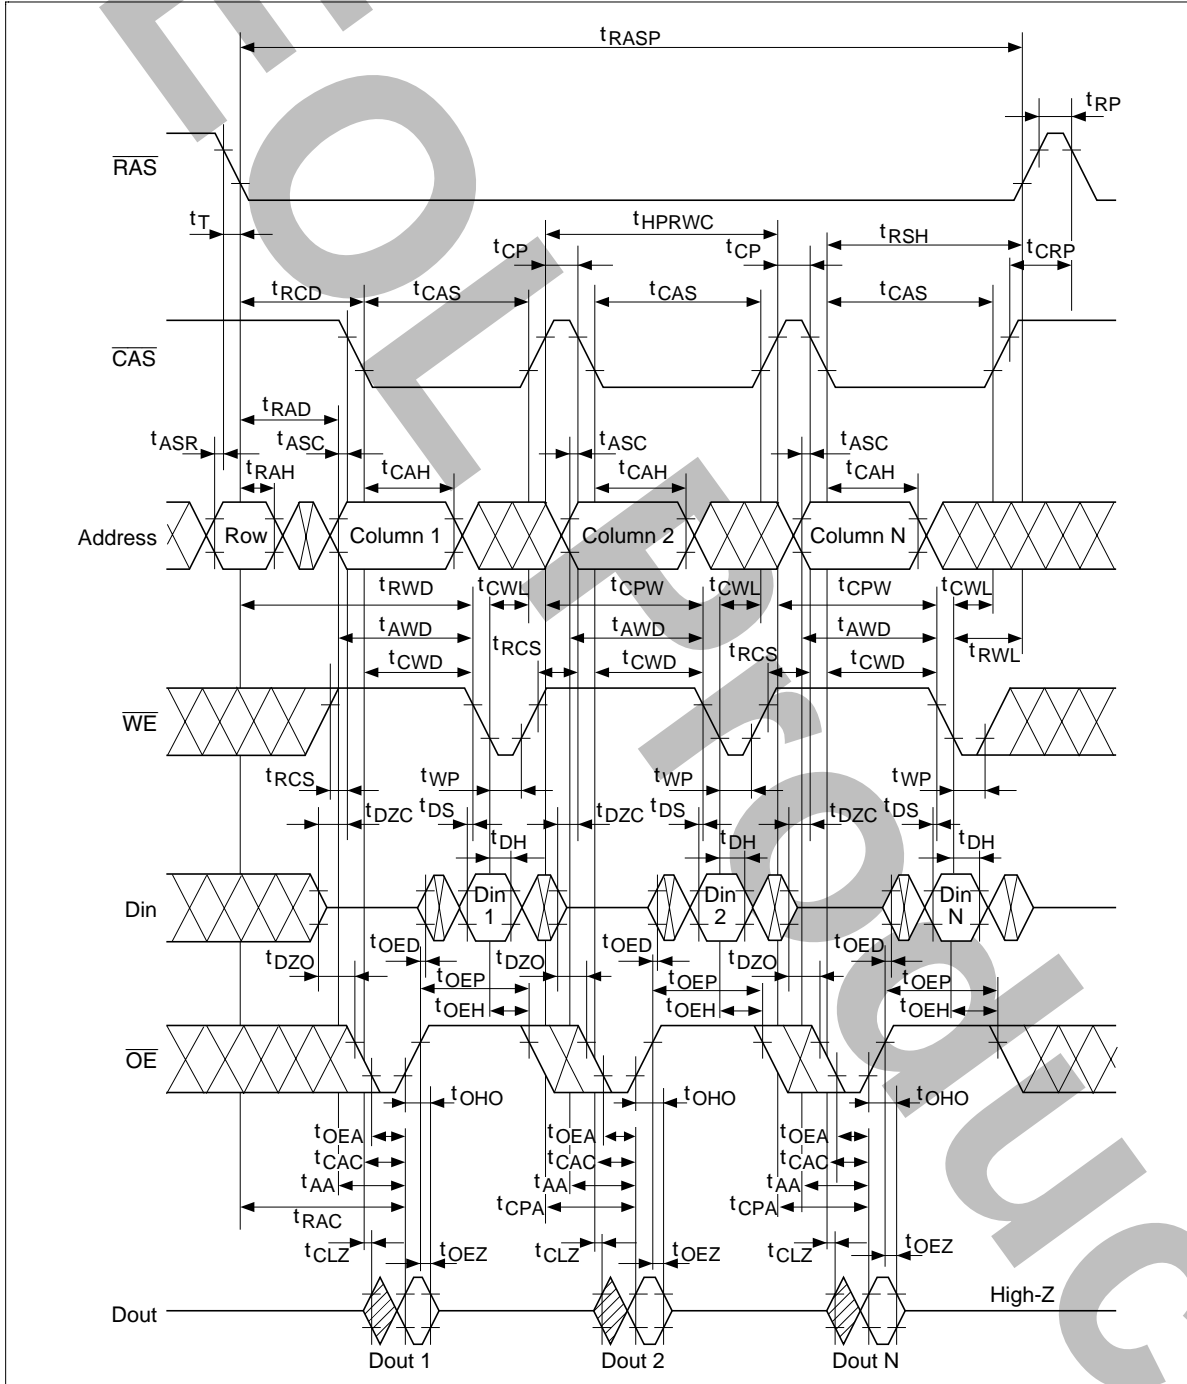 tRASP
tRP
RAS
tT
tHPRWC
tRSH
tCP
tCP
tCRP
tRCD
tCAS
tCAS
tCAS
CAS
tRAD
tASR
tASC
tASC
tASC
tRAH
tCAH
tCAH
tCAH
Address
Row
Column 1
Column 2
Column N
tRWD
tCWL
tCPW
tCWL
tCPW
tCWL
tAWD
tAWD
tAWD
tRCS
tRCS
tRWL
tCWD
tCWD
tCWD
WE
tRCS
tWP
tWP
tWP
tDZC
tDS
tDZC
tDS
tDZC
tDS
tDH
tDH
tDH
Din
Din 1
Din 2
Din N
tOED
tOED
tOED
tDZO
tDZO
tDZO
tOEP
tOEP
tOEP
tOEH
tOEH
tOEH
OE
tOHO
tOHO
tOHO
tOEA
tOEA
tOEA
tCAC
tCAC
tCAC
tAA
tAA
tAA
tRAC
tCPA
tCPA
tCLZ
tOEZ
tCLZ
tOEZ
tCLZ
tOEZ
High-Z
Dout
Dout 1
Dout 2
Dout N
EOL Produc